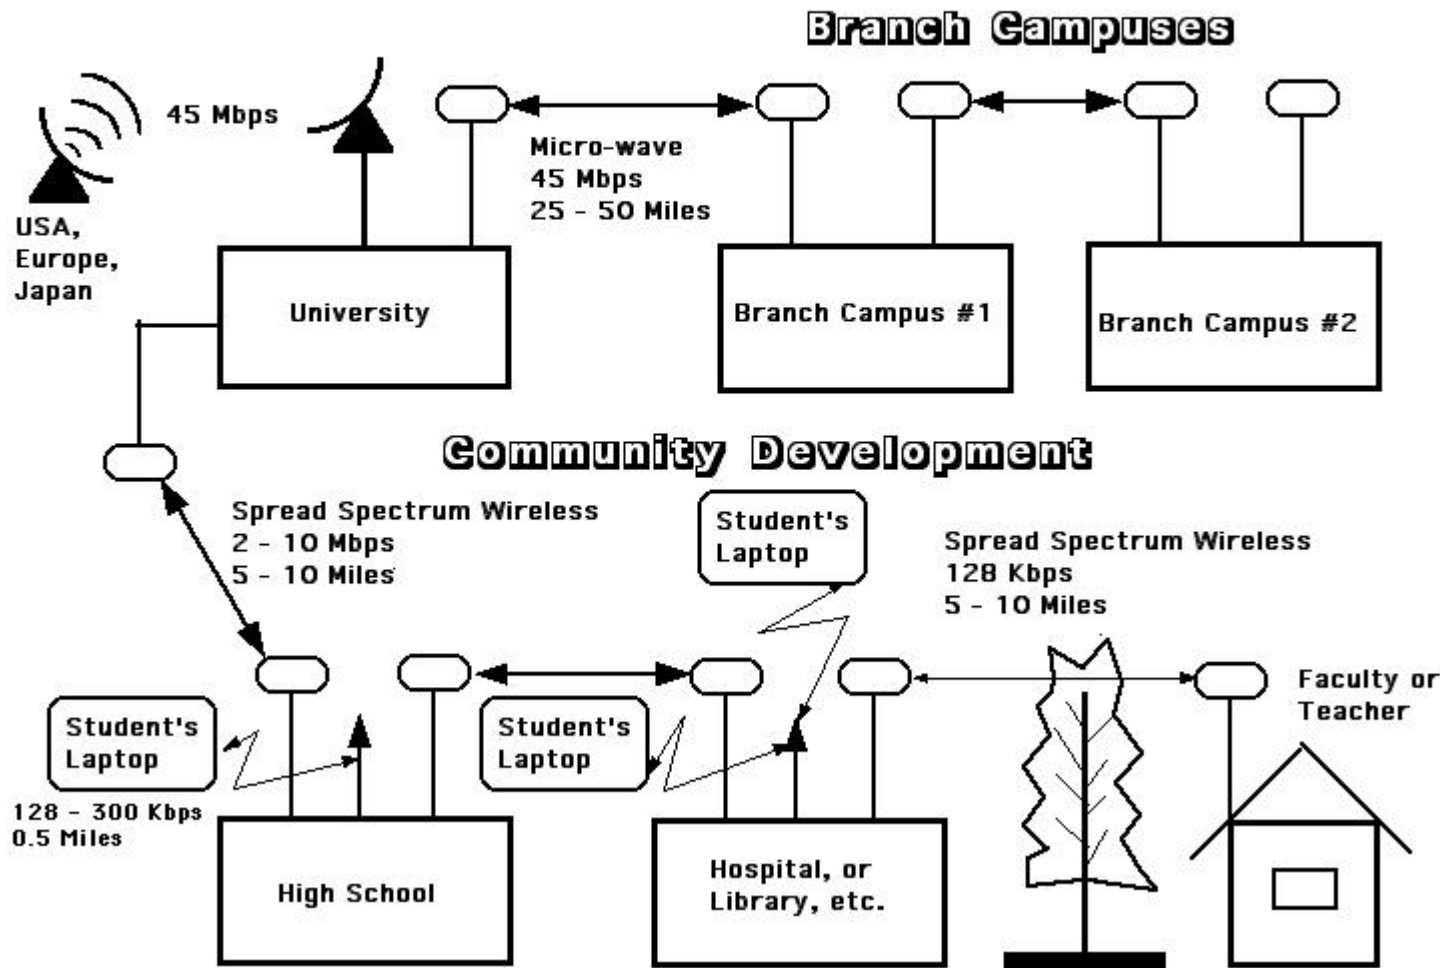 Branch Campuses
45 Mbps
Micro-wave
45 Mbps
25 - 50 Miles
USA,
Europe,
Japan
University
Branch Campus #1
Branch Campus #2
Community Development
Spread Spectrum Wireless
2 - 10 Mbps
5 - 10 Miles
Student's
Laptop
Spread Spectrum Wireless
128 Kbps
5 - 10 Miles
Student's
Laptop
128 - 300 Kbps
0.5 Miles
Student's
Laptop
Faculty or
Teacher
High School
Hospital, or
Library, etc.